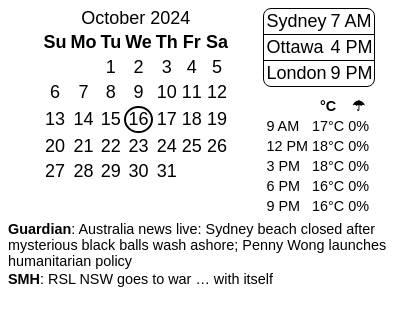 October 2024
Su Mo Tu We Th Fr Sa
1 2 3 4 5
6 7 8 9 10 11 12
13 14 15 16 17 18 19
20 21 22 23 24 25 26
27 28 29 30 31
Sydney 7 AM
Ottawa 4 PM
London 9 PM
°C ☂
9 AM 17°C 0%
12 PM 18°C 0%
3 PM 18°C 0%
6 PM 16°C 0%
9 PM 16°C 0%
Guardian: Australia news live: Sydney beach closed after
mysterious black balls wash ashore; Penny Wong launches
humanitarian policy
SMH: RSL NSW goes to war … with itself